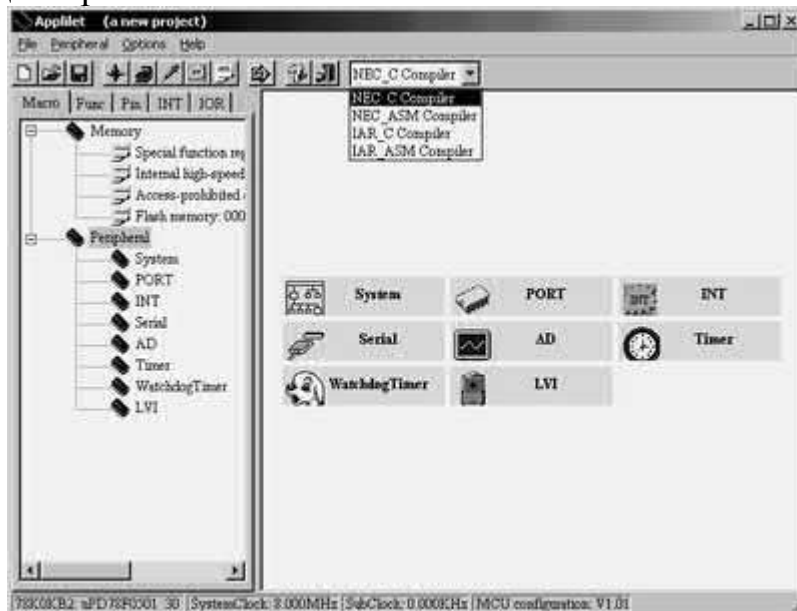 Applilet (a new project)
File Peripheral Options Help
NEC_C Compiler
NEC_C Compiler
NEC_ASM Compiler
IAR_C Compiler
IAR_ASM Compiler
Macro Func Pin INT IOR
Memory
Special function reg
Internal high-speed
Access-prohibited
Flash memory: 000
Peripheral
System
PORT
INT
Serial
AD
Timer
WatchdogTimer
LVI
System PORT INT
Serial AD Timer
WatchdogTimer LVI
78K0KB2 uPD78F0501_30 SystemClock: 8.000MHz SubClock: 0.000KHz MCU configuration: V1.01